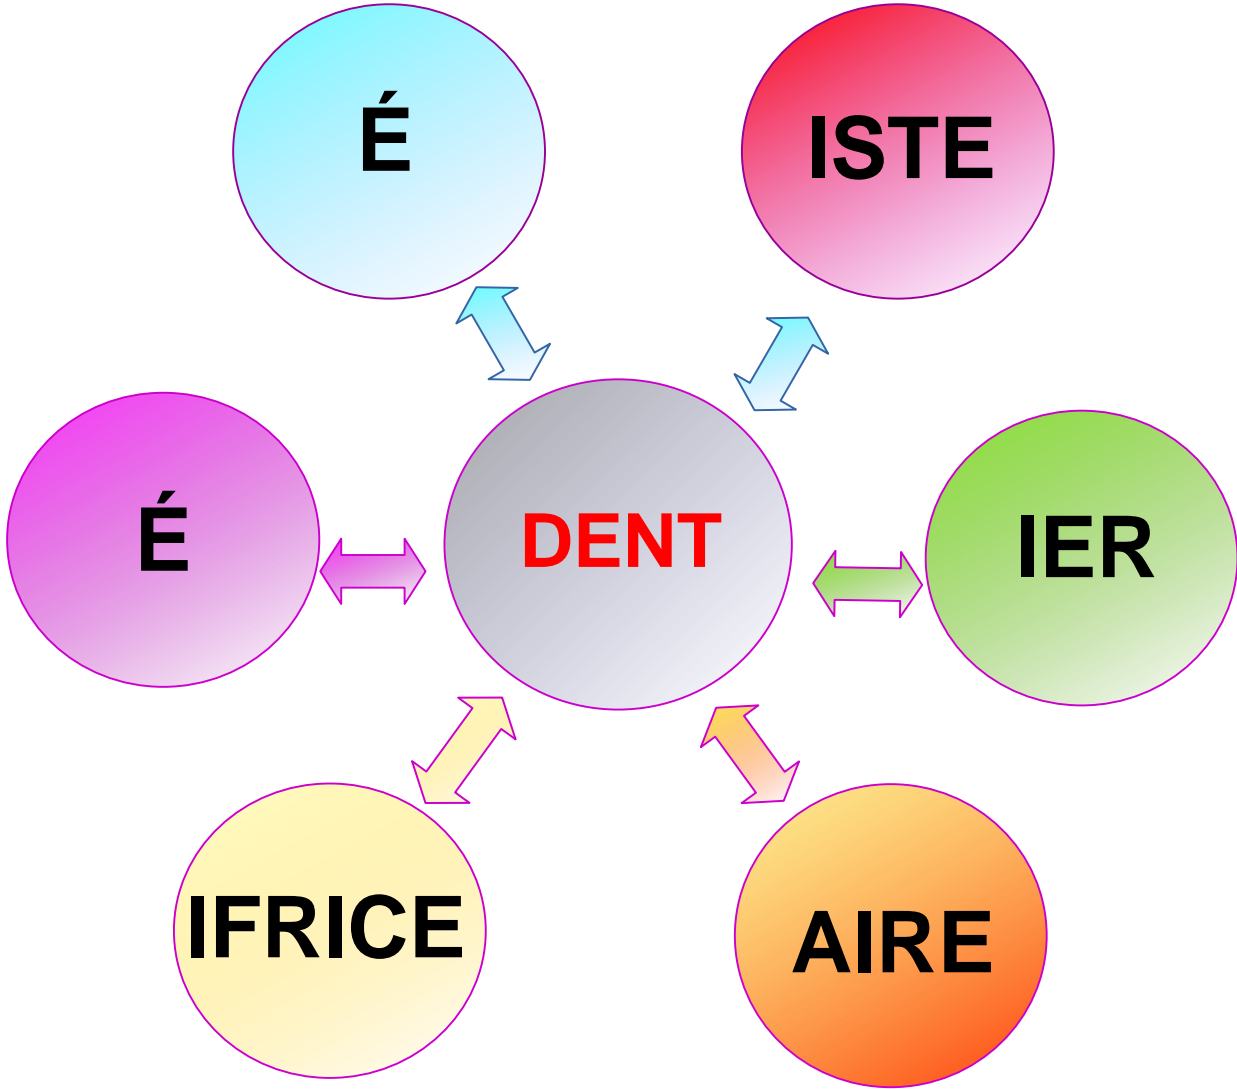 É
ISTE
É
DENT
IER
IFRICE
AIRE